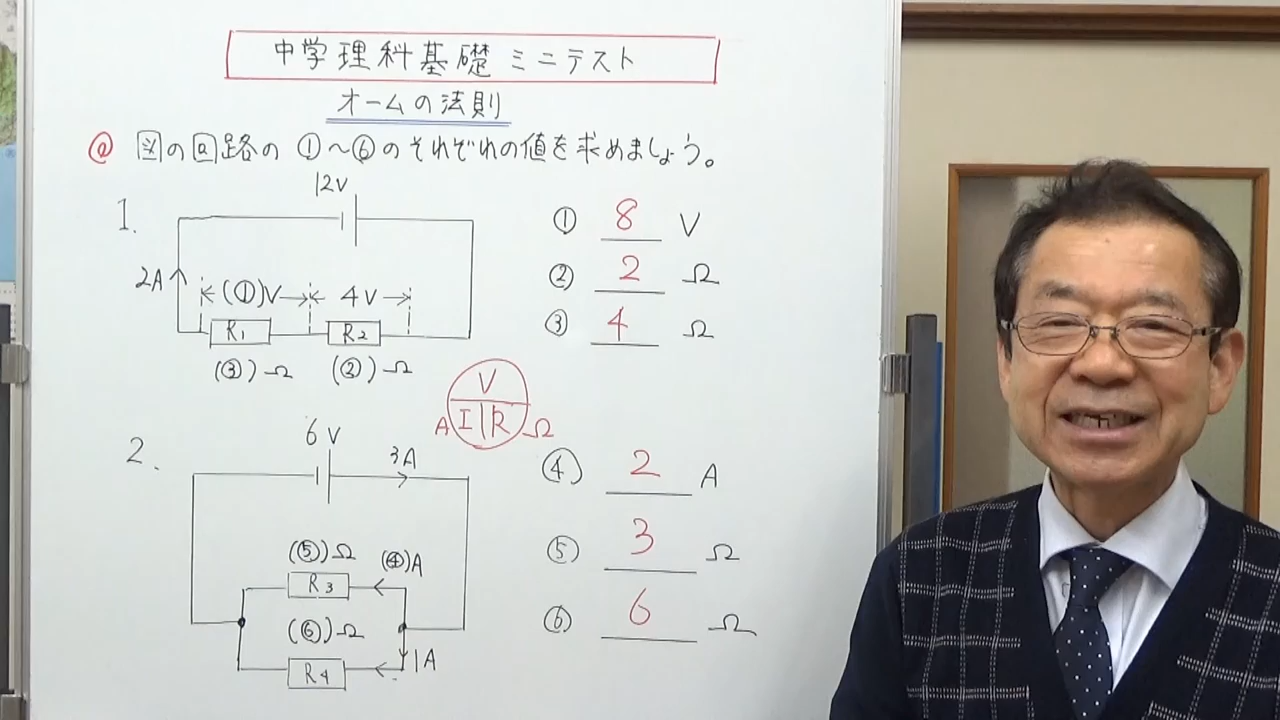 中学理科基礎ミニテスト
オームの法則
@ 図の回路の ①〜⑥のそれぞれの値を求めましょう。
1.
12V
2A
(①)V
4V
R1
R2
(③)Ω
(②)Ω
① 8 V
② 2 Ω
③ 4 Ω
V
A I R Ω
2.
6V
3A
(⑤)Ω
(④)A
R3
(⑥)Ω
1A
R4
④ 2 A
⑤ 3 Ω
⑥ 6 Ω